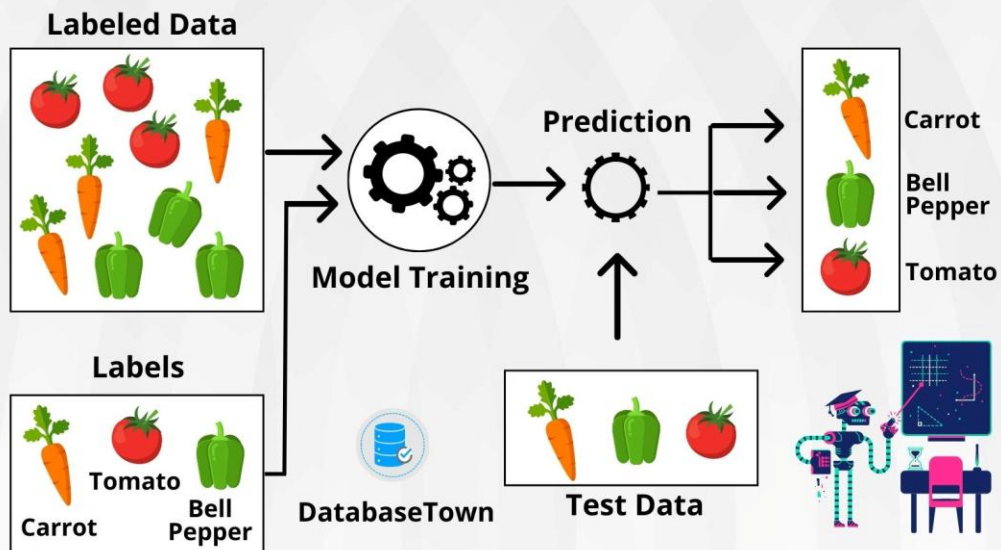 Labeled Data
Prediction
Carrot
Bell
Pepper
Tomato
Model Training
Labels
Carrot
Tomato
Bell
Pepper
DatabaseTown
Test Data